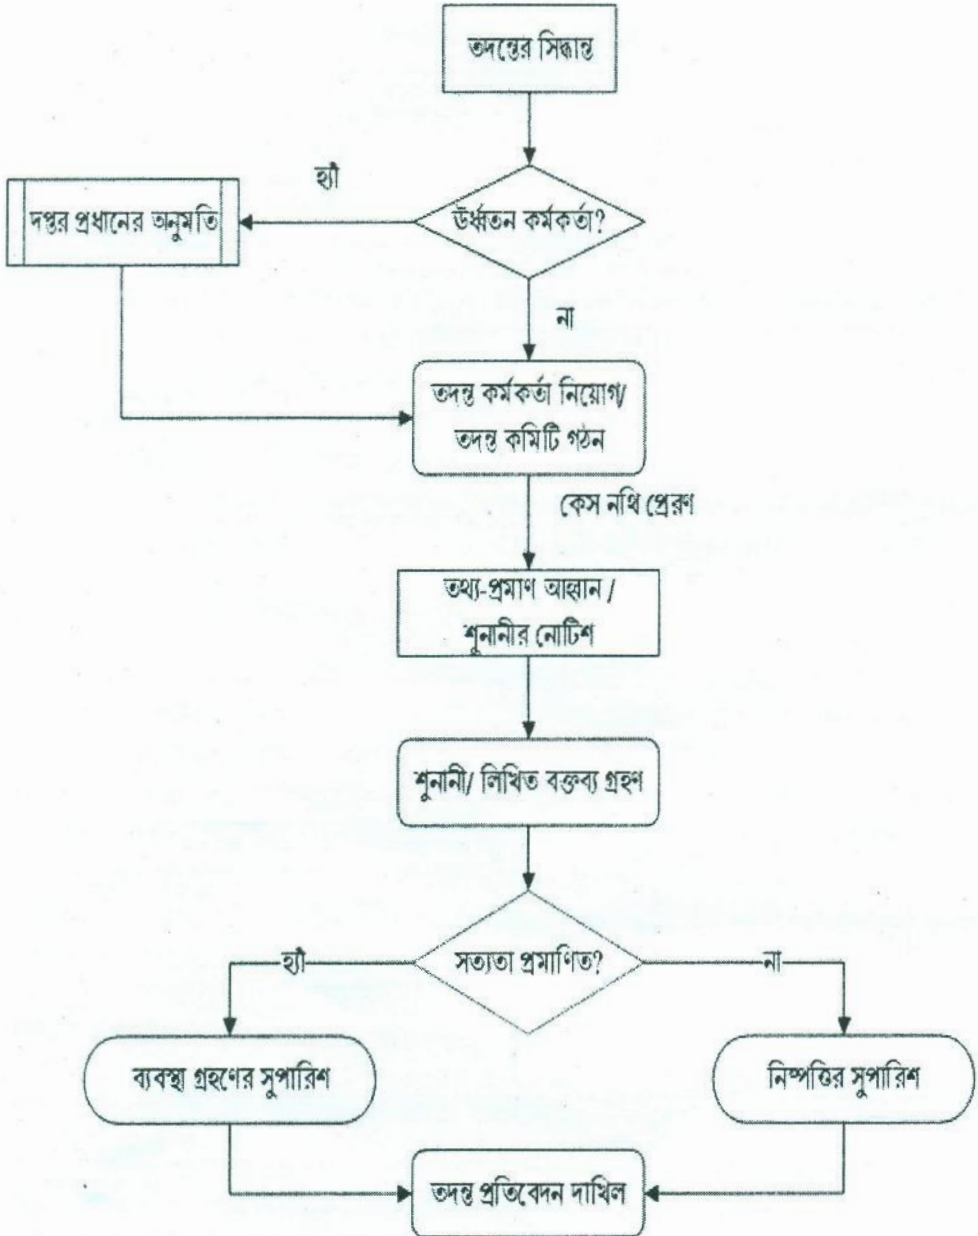 তদন্তের সিদ্ধান্ত
হ্যাঁ
দপ্তর প্রধানের অনুমতি
উর্ধ্বতন কর্মকর্তা?
না
তদন্ত কর্মকর্তা নিয়োগ/
তদন্ত কমিটি গঠন
কেস নথি প্রেরণ
তথ্য-প্রমাণ আহ্বান /
শুনানীর নোটিশ
শুনানী/ লিখিত বক্তব্য গ্রহণ
হ্যাঁ
সত্যতা প্রমাণিত?
না
ব্যবস্থা গ্রহণের সুপারিশ
নিষ্পত্তির সুপারিশ
তদন্ত প্রতিবেদন দাখিল